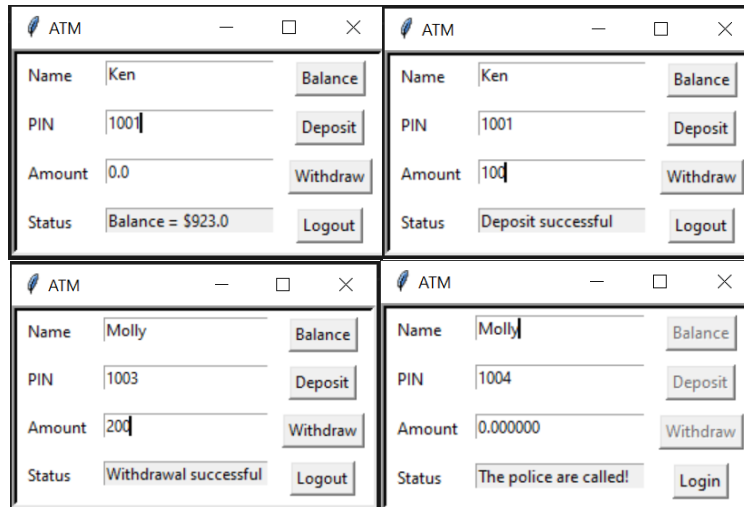 ATM
Name Ken Balance
PIN 1001 Deposit
Amount 0.0 Withdraw
Status Balance = $923.0 Logout
ATM
Name Ken Balance
PIN 1001 Deposit
Amount 100 Withdraw
Status Deposit successful Logout
ATM
Name Molly Balance
PIN 1003 Deposit
Amount 200 Withdraw
Status Withdrawal successful Logout
ATM
Name Molly Balance
PIN 1004 Deposit
Amount 0.000000 Withdraw
Status The police are called! Login